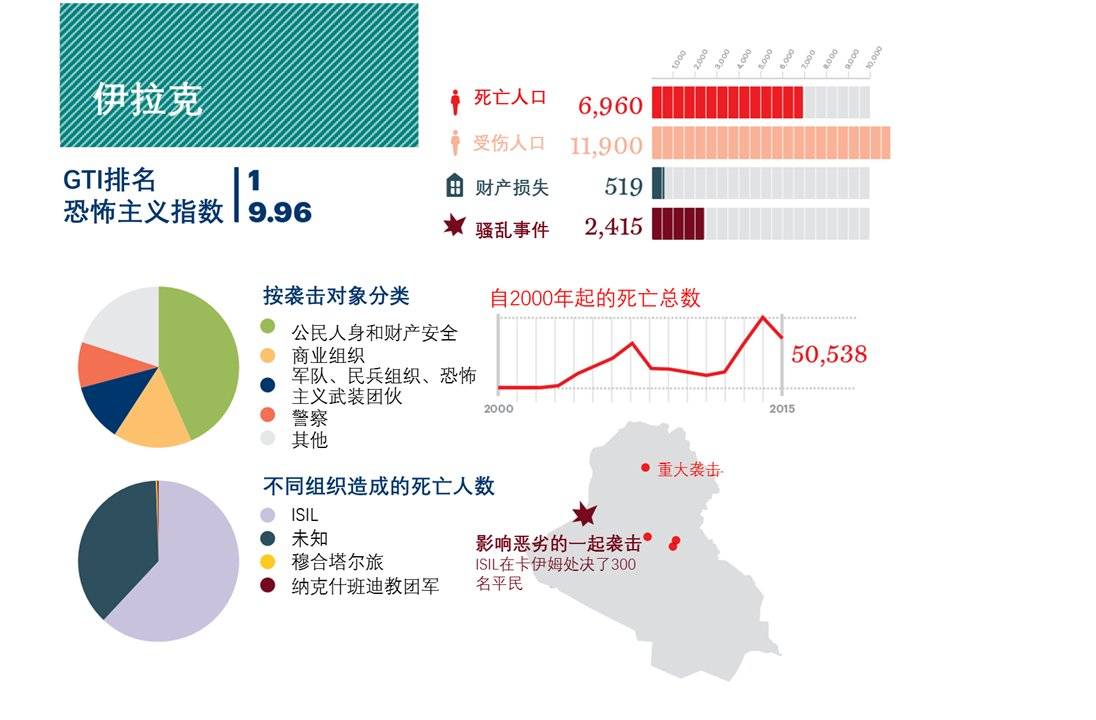 伊拉克
GTI排名
1
恐怖主义指数
9.96
1,000
2,000
3,000
4,000
5,000
6,000
7,000
8,000
9,000
10,000
死亡人口
6,960
受伤人口
11,900
财产损失
519
骚乱事件
2,415
按袭击对象分类
公民人身和财产安全
商业组织
军队、民兵组织、恐怖
主义武装团伙
警察
其他
自2000年起的死亡总数
50,538
2000
2015
不同组织造成的死亡人数
ISIL
未知
穆合塔尔旅
纳克什班迪教团军
重大袭击
影响恶劣的一起袭击
ISIL在卡伊姆处决了300
名平民